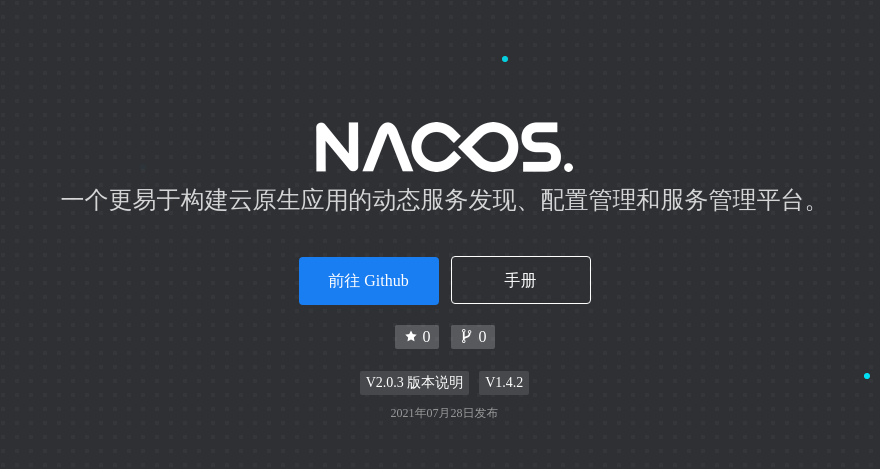 NACOS.
一个更易于构建云原生应用的动态服务发现、配置管理和服务管理平台。
前往 Github 手册
0 0
V2.0.3 版本说明 V1.4.2
2021年07月28日发布